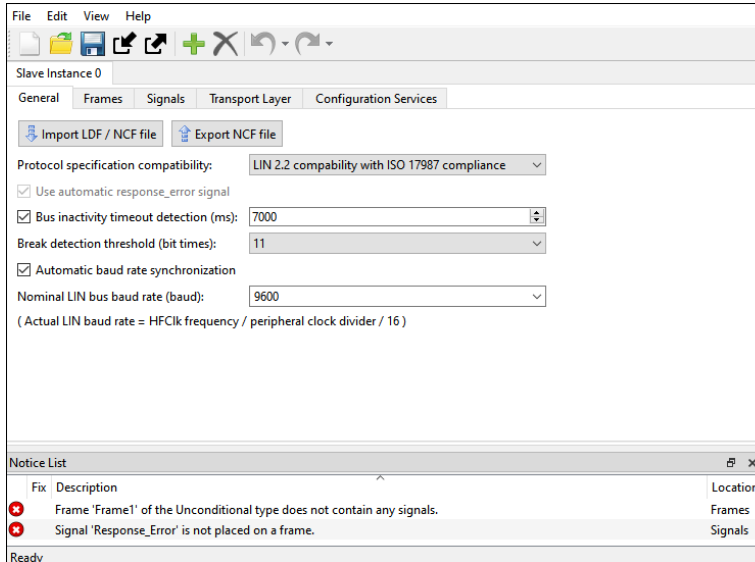 File Edit View Help
Slave Instance 0
General Frames Signals Transport Layer Configuration Services
Import LDF / NCF file Export NCF file
Protocol specification compatibility: LIN 2.2 compability with ISO 17987 compliance
Use automatic response_error signal
Bus inactivity timeout detection (ms): 7000
Break detection threshold (bit times): 11
Automatic baud rate synchronization
Nominal LIN bus baud rate (baud): 9600
( Actual LIN baud rate = HFClk frequency / peripheral clock divider / 16 )
Notice List
Fix Description Location
Frame 'Frame1' of the Unconditional type does not contain any signals. Frames
Signal 'Response_Error' is not placed on a frame. Signals
Ready